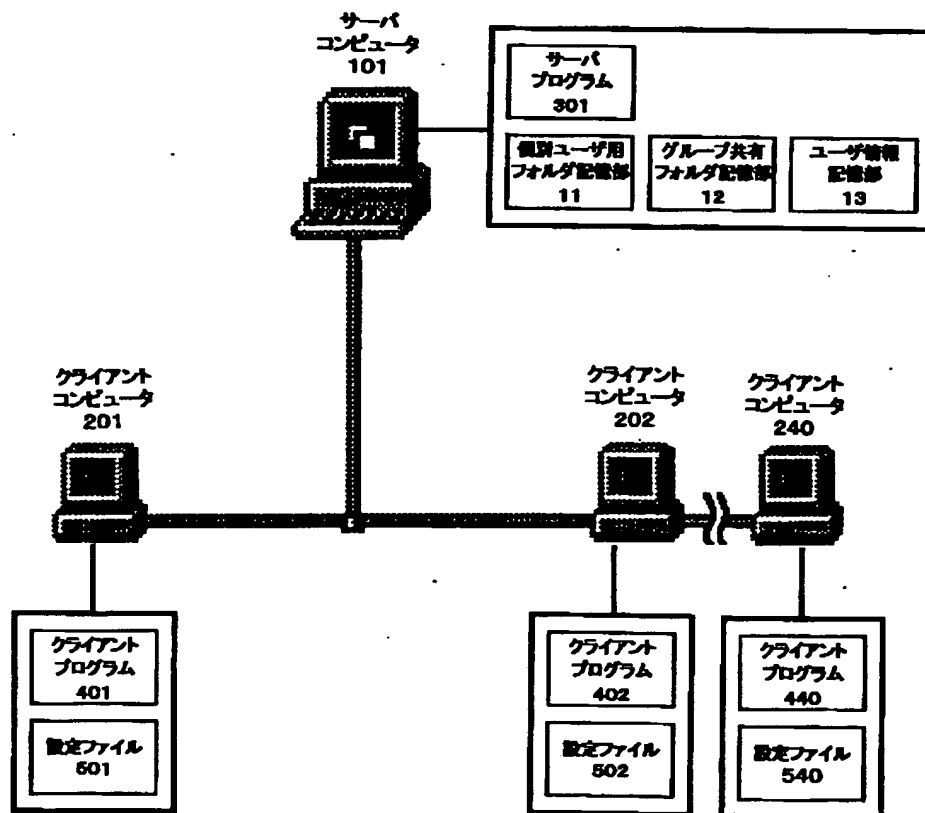 サーバ
コンピュータ
101
サーバ
プログラム
301
個別ユーザ用
フォルダ記憶部
11
グループ共有
フォルダ記憶部
12
ユーザ情報
記憶部
13
クライアント
コンピュータ
201
クライアント
コンピュータ
202
クライアント
コンピュータ
240
クライアント
プログラム
401
設定ファイル
501
クライアント
プログラム
402
設定ファイル
502
クライアント
プログラム
440
設定ファイル
540